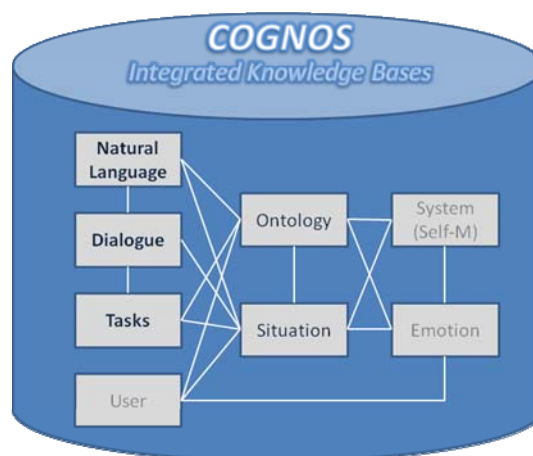 COGNOS
Integrated Knowledge Bases
Natural
Language
Dialogue
Tasks
User
Ontology
Situation
System
(Self-M)
Emotion